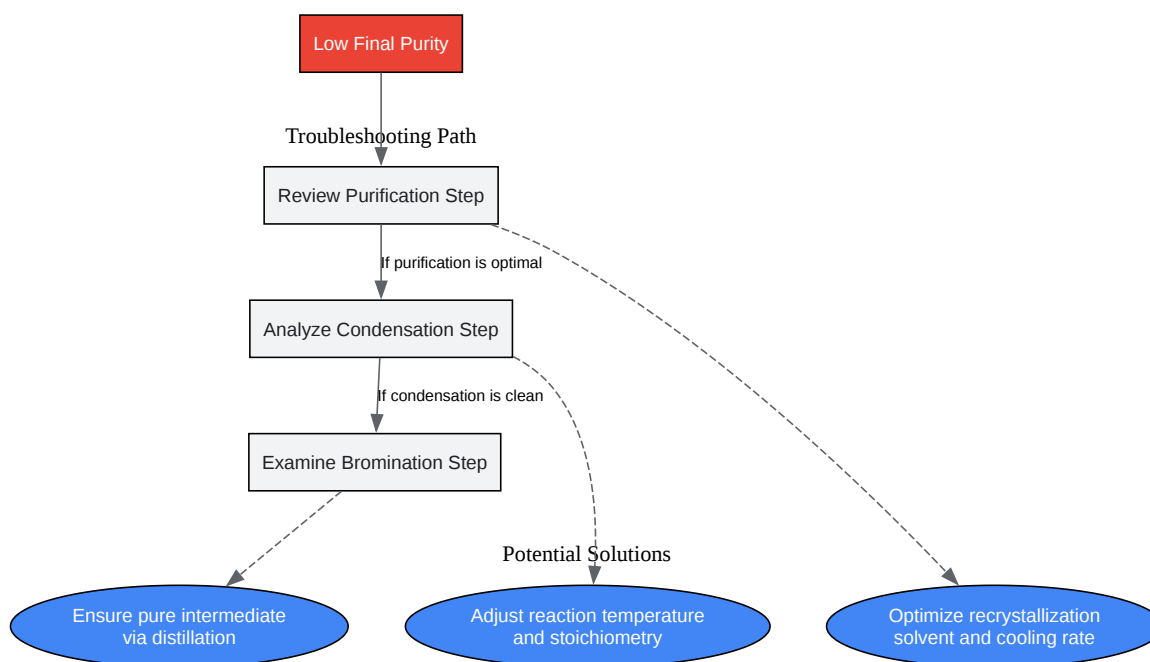 Low Final Purity
Troubleshooting Path
Review Purification Step
If purification is optimal
Analyze Condensation Step
If condensation is clean
Examine Bromination Step
Potential Solutions
Ensure pure intermediate
via distillation
Adjust reaction temperature
and stoichiometry
Optimize recrystallization
solvent and cooling rate